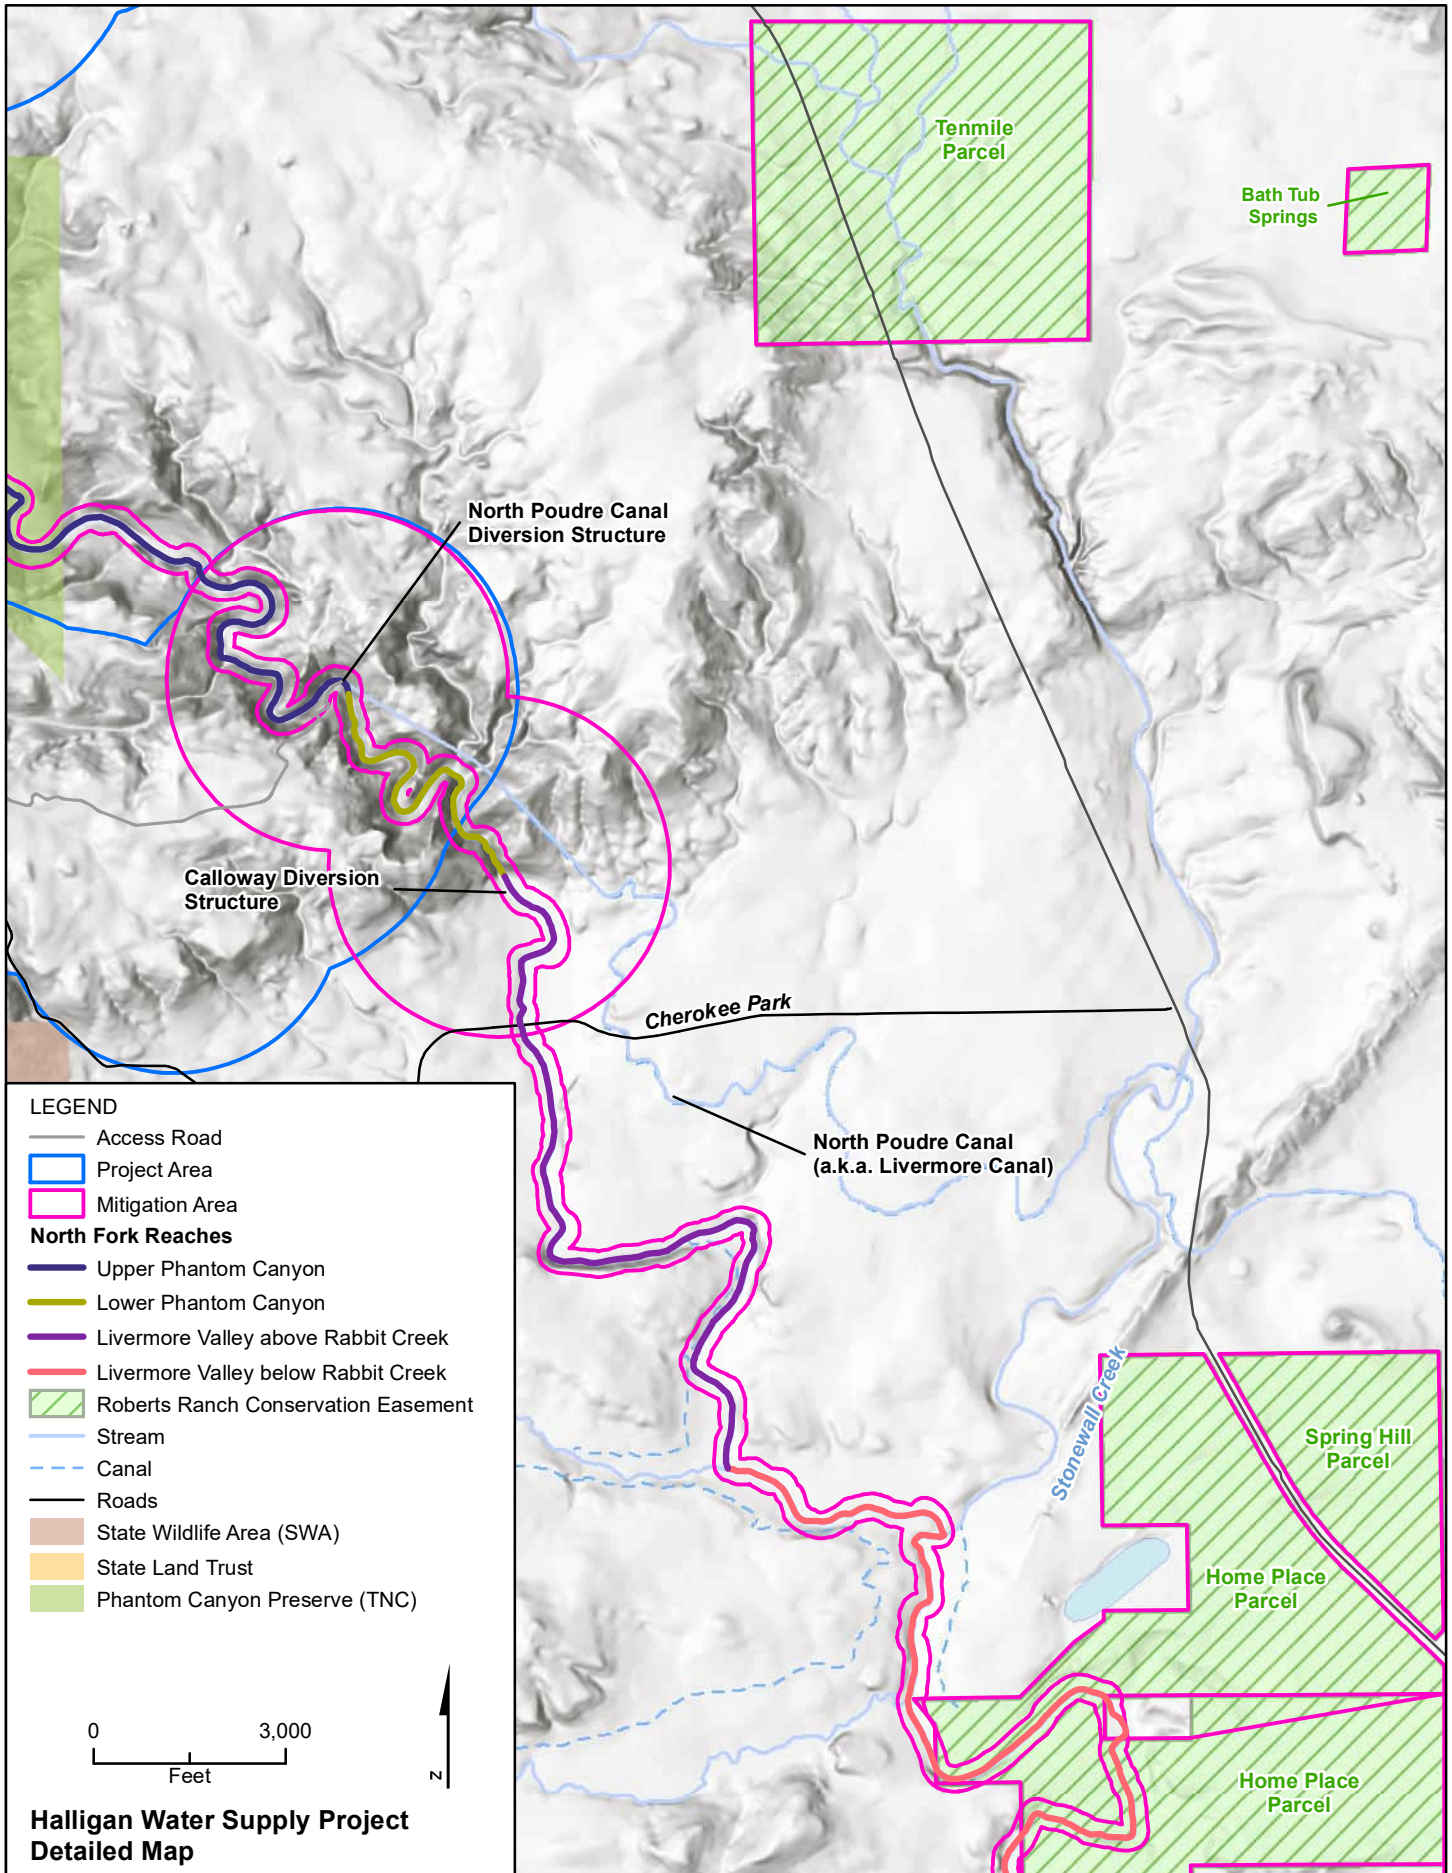 Tenmile
Parcel
Bath Tub
Springs
North Poudre Canal
Diversion Structure
Calloway Diversion
Structure
Cherokee Park
North Poudre Canal
(a.k.a. Livermore Canal)
Stonewall Creek
Spring Hill
Parcel
Home Place
Parcel
Home Place
Parcel
LEGEND
Access Road
Project Area
Mitigation Area
North Fork Reaches
Upper Phantom Canyon
Lower Phantom Canyon
Livermore Valley above Rabbit Creek
Livermore Valley below Rabbit Creek
Roberts Ranch Conservation Easement
Stream
Canal
Roads
State Wildlife Area (SWA)
State Land Trust
Phantom Canyon Preserve (TNC)
0 3,000
Feet
N
Halligan Water Supply Project
Detailed Map